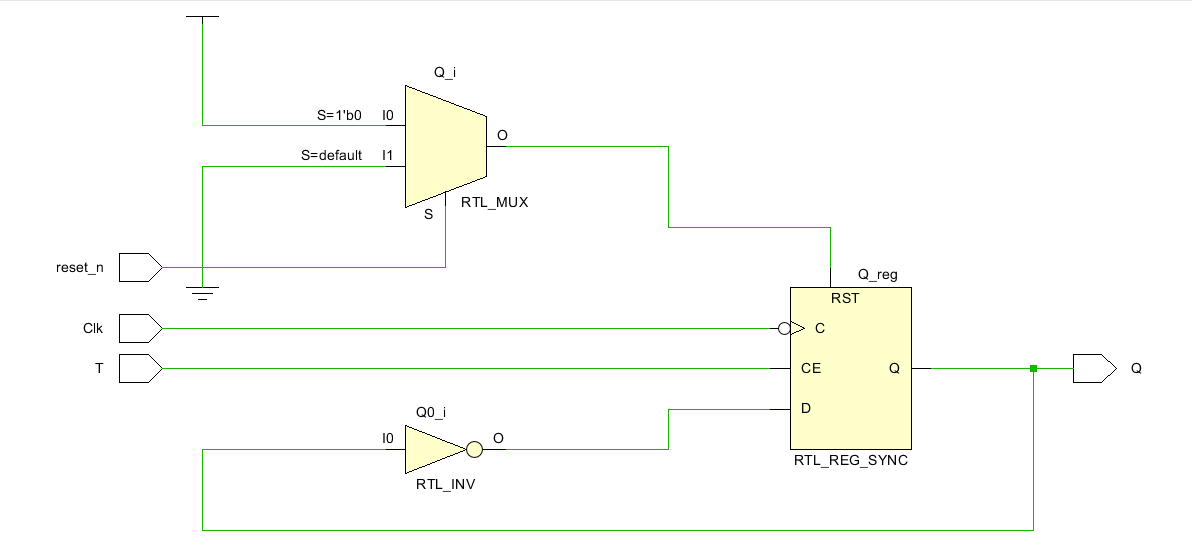 Q_i
S=1'b0 I0
O
S=default I1
RTL_MUX
S
reset_n
Q_reg
RST
Clk
C
T
CE
Q
Q
D
Q0_i
I0
O
RTL_REG_SYNC
RTL_INV